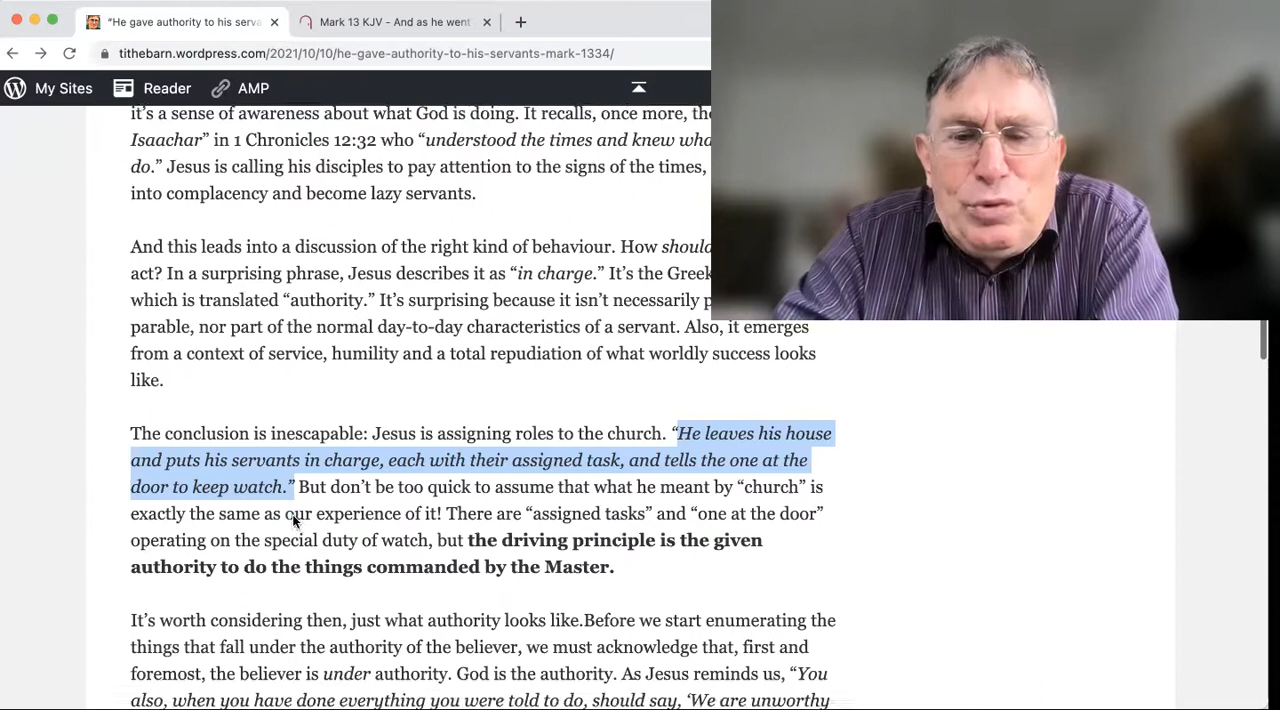 "He gave authority to his serva
Mark 13 KJV - And as he went
tithebarn.wordpress.com/2021/10/10/he-gave-authority-to-his-servants-mark-1334/
My Sites Reader AMP
it's a sense of awareness about what God is doing. It recalls, once more, the
Isaachar" in 1 Chronicles 12:32 who "understood the times and knew wha
do." Jesus is calling his disciples to pay attention to the signs of the times,
into complacency and become lazy servants.
And this leads into a discussion of the right kind of behaviour. How shoul
act? In a surprising phrase, Jesus describes it as "in charge." It's the Greek
which is translated "authority." It's surprising because it isn't necessarily p
parable, nor part of the normal day-to-day characteristics of a servant. Also, it emerges
from a context of service, humility and a total repudiation of what worldly success looks
like.
The conclusion is inescapable: Jesus is assigning roles to the church. "He leaves his house
and puts his servants in charge, each with their assigned task, and tells the one at the
door to keep watch." But don't be too quick to assume that what he meant by "church" is
exactly the same as our experience of it! There are "assigned tasks" and "one at the door"
operating on the special duty of watch, but the driving principle is the given
authority to do the things commanded by the Master.
It's worth considering then, just what authority looks like.Before we start enumerating the
things that fall under the authority of the believer, we must acknowledge that, first and
foremost, the believer is under authority. God is the authority. As Jesus reminds us, "You
also, when you have done everything you were told to do, should say, 'We are unworthy